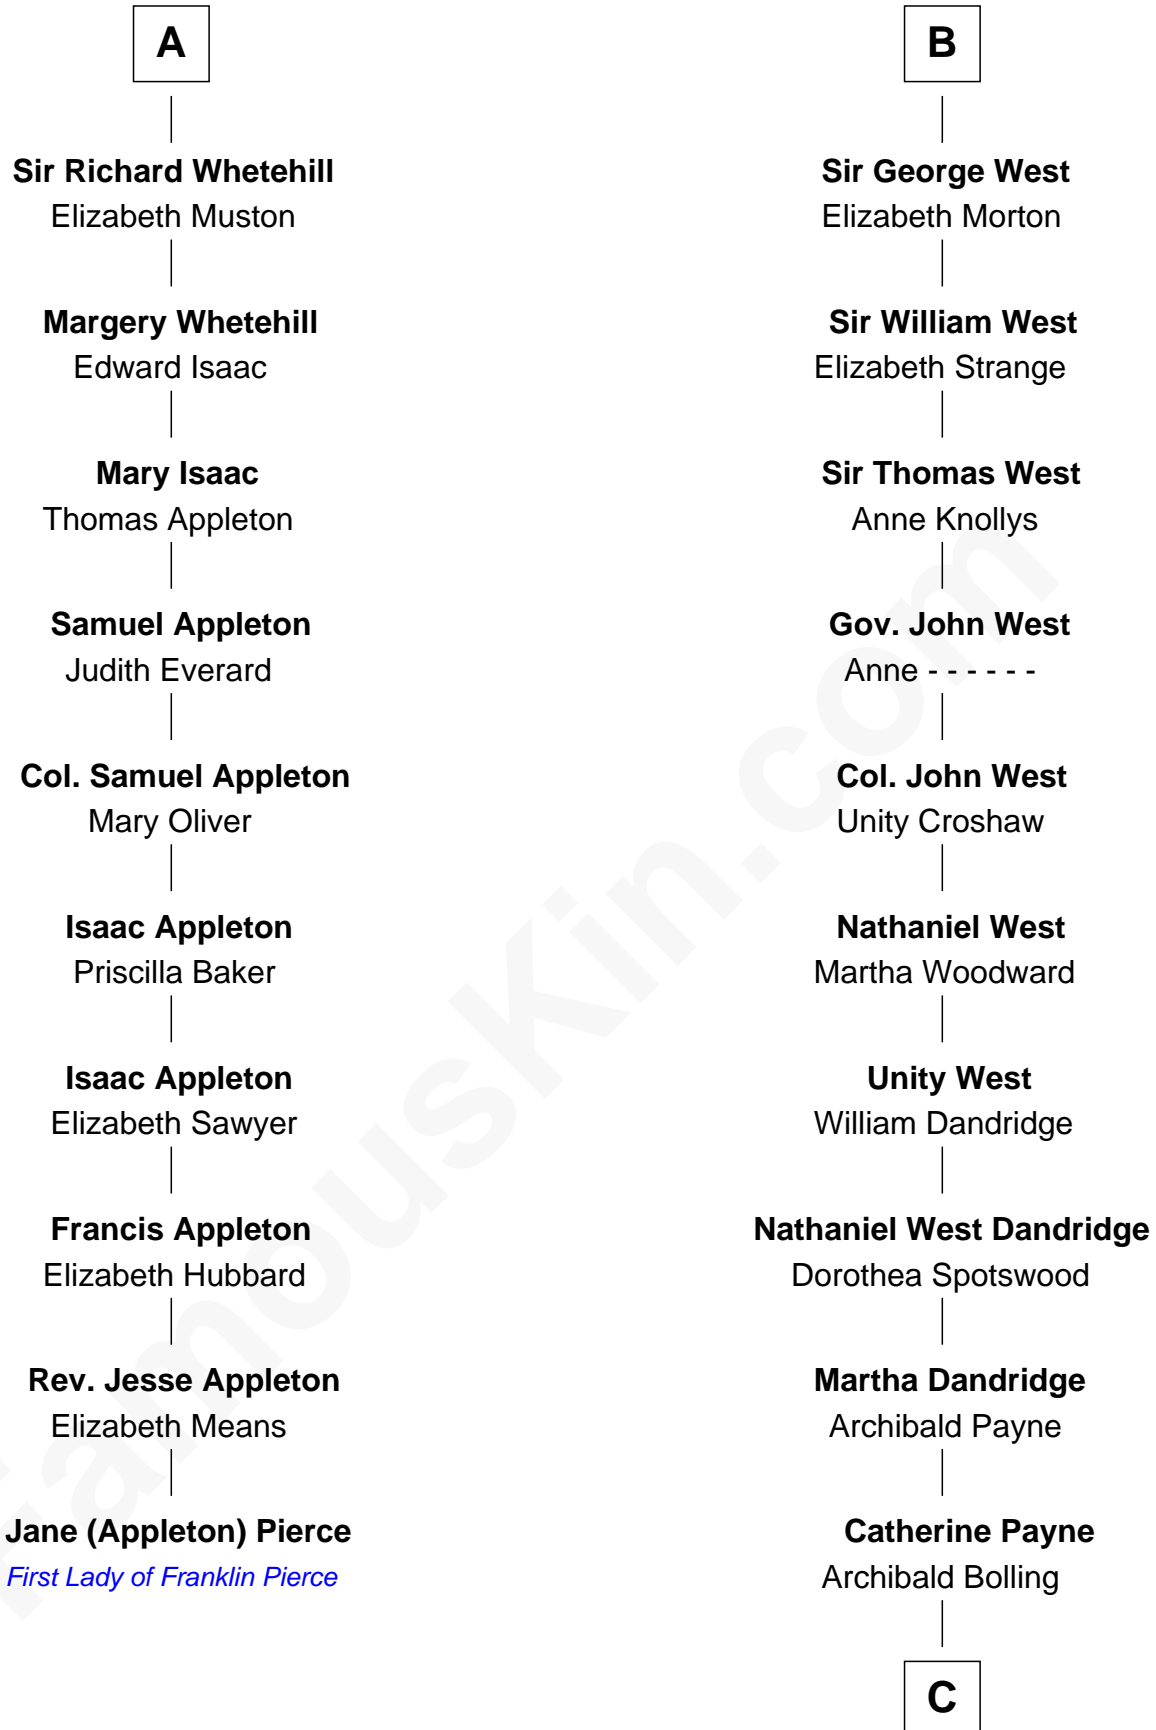 A
Sir Richard Whetehill
Elizabeth Muston
Margery Whetehill
Edward Isaac
Mary Isaac
Thomas Appleton
Samuel Appleton
Judith Everard
Col. Samuel Appleton
Mary Oliver
Isaac Appleton
Priscilla Baker
Isaac Appleton
Elizabeth Sawyer
Francis Appleton
Elizabeth Hubbard
Rev. Jesse Appleton
Elizabeth Means
Jane (Appleton) Pierce
First Lady of Franklin Pierce
B
Sir George West
Elizabeth Morton
Sir William West
Elizabeth Strange
Sir Thomas West
Anne Knollys
Gov. John West
Anne - - - - - -
Col. John West
Unity Croshaw
Nathaniel West
Martha Woodward
Unity West
William Dandridge
Nathaniel West Dandridge
Dorothea Spotswood
Martha Dandridge
Archibald Payne
Catherine Payne
Archibald Bolling
C
FamousKin.com